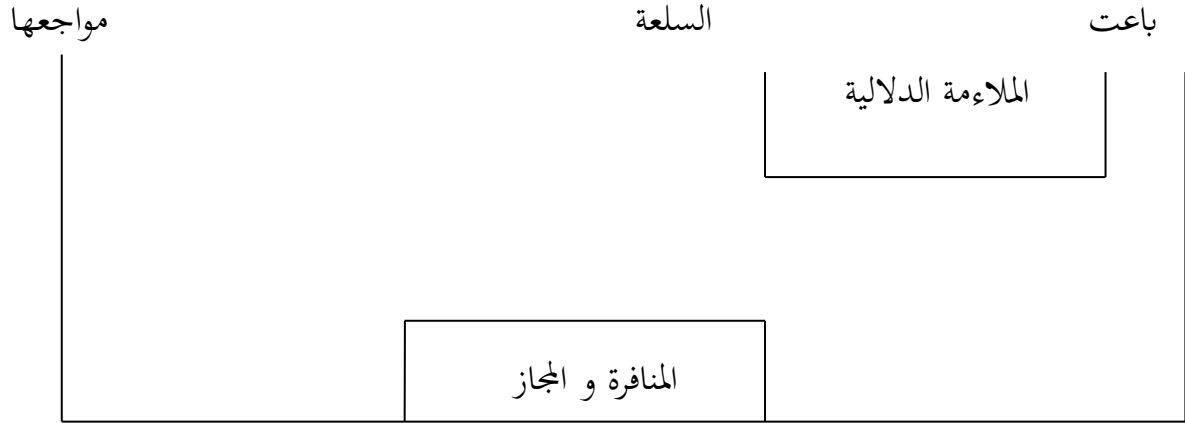 باعت السلعة مواجعها
الملاءمة الدلالية
المنافرة و المجاز